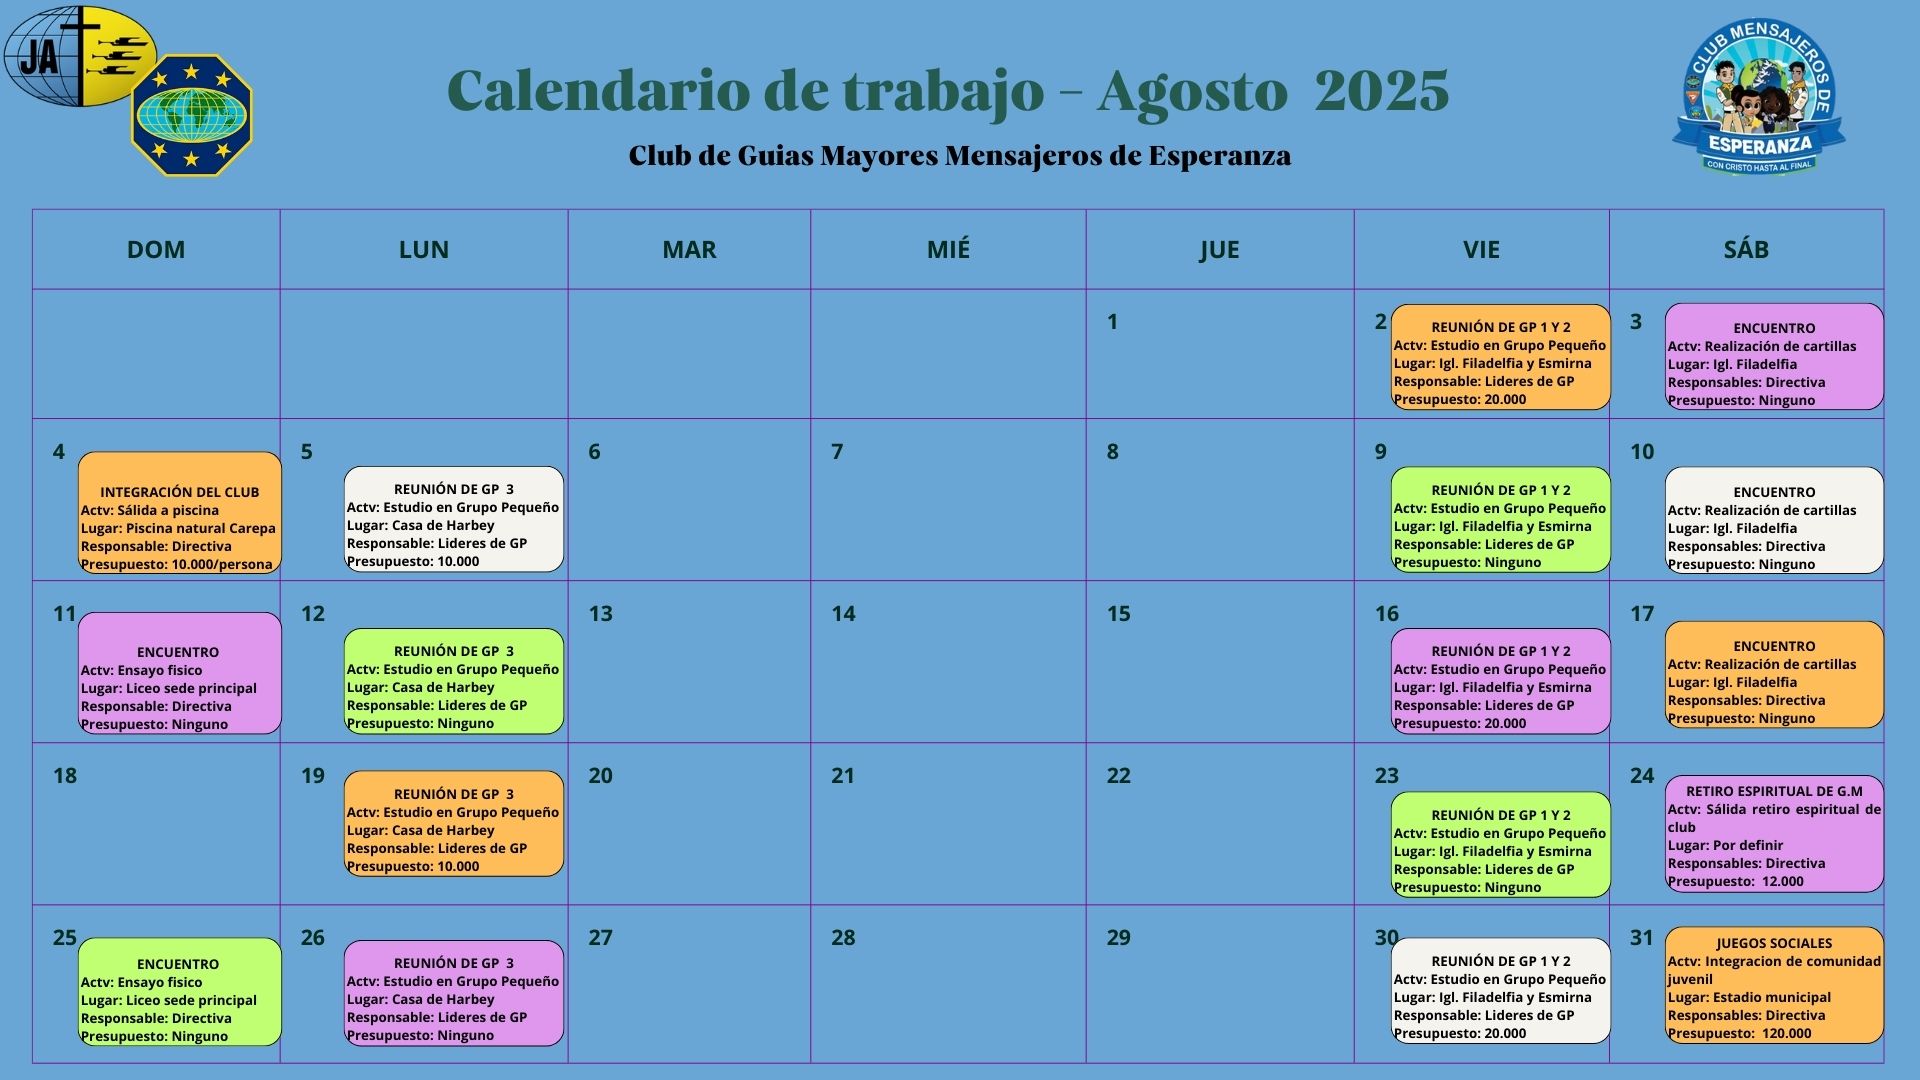 JA
CLUB MENSAJEROS DE
ESPERANZA
CON CRISTO HASTA AL FINAL
Calendario de trabajo - Agosto 2025
Club de Guias Mayores Mensajeros de Esperanza
DOM
LUN
MAR
MIÉ
JUE
VIE
SÁB
1
2
REUNIÓN DE GP 1 Y 2
Actv: Estudio en Grupo Pequeño
Lugar: Igl. Filadelfia y Esmirna
Responsable: Lideres de GP
Presupuesto: 20.000
3
ENCUENTRO
Actv: Realización de cartillas
Lugar: Igl. Filadelfia
Responsables: Directiva
Presupuesto: Ninguno
4
INTEGRACIÓN DEL CLUB
Actv: Sálida a piscina
Lugar: Piscina natural Carepa
Responsable: Directiva
Presupuesto: 10.000/persona
5
REUNIÓN DE GP 3
Actv: Estudio en Grupo Pequeño
Lugar: Casa de Harbey
Responsable: Lideres de GP
Presupuesto: 10.000
6
7
8
9
REUNIÓN DE GP 1 Y 2
Actv: Estudio en Grupo Pequeño
Lugar: Igl. Filadelfia y Esmirna
Responsable: Lideres de GP
Presupuesto: Ninguno
10
ENCUENTRO
Actv: Realización de cartillas
Lugar: Igl. Filadelfia
Responsables: Directiva
Presupuesto: Ninguno
11
ENCUENTRO
Actv: Ensayo fisico
Lugar: Liceo sede principal
Responsable: Directiva
Presupuesto: Ninguno
12
REUNIÓN DE GP 3
Actv: Estudio en Grupo Pequeño
Lugar: Casa de Harbey
Responsable: Lideres de GP
Presupuesto: Ninguno
13
14
15
16
REUNIÓN DE GP 1 Y 2
Actv: Estudio en Grupo Pequeño
Lugar: Igl. Filadelfia y Esmirna
Responsable: Lideres de GP
Presupuesto: 20.000
17
ENCUENTRO
Actv: Realización de cartillas
Lugar: Igl. Filadelfia
Responsables: Directiva
Presupuesto: Ninguno
18
19
REUNIÓN DE GP 3
Actv: Estudio en Grupo Pequeño
Lugar: Casa de Harbey
Responsable: Lideres de GP
Presupuesto: 10.000
20
21
22
23
REUNIÓN DE GP 1 Y 2
Actv: Estudio en Grupo Pequeño
Lugar: Igl. Filadelfia y Esmirna
Responsable: Lideres de GP
Presupuesto: Ninguno
24
RETIRO ESPIRITUAL DE G.M
Actv: Sálida retiro espiritual de
club
Lugar: Por definir
Responsables: Directiva
Presupuesto: 12.000
25
ENCUENTRO
Actv: Ensayo fisico
Lugar: Liceo sede principal
Responsable: Directiva
Presupuesto: Ninguno
26
REUNIÓN DE GP 3
Actv: Estudio en Grupo Pequeño
Lugar: Casa de Harbey
Responsable: Lideres de GP
Presupuesto: Ninguno
27
28
29
30
REUNIÓN DE GP 1 Y 2
Actv: Estudio en Grupo Pequeño
Lugar: Igl. Filadelfia y Esmirna
Responsable: Lideres de GP
Presupuesto: 20.000
31
JUEGOS SOCIALES
Actv: Integracion de comunidad
juvenil
Lugar: Estadio municipal
Responsables: Directiva
Presupuesto: 120.000